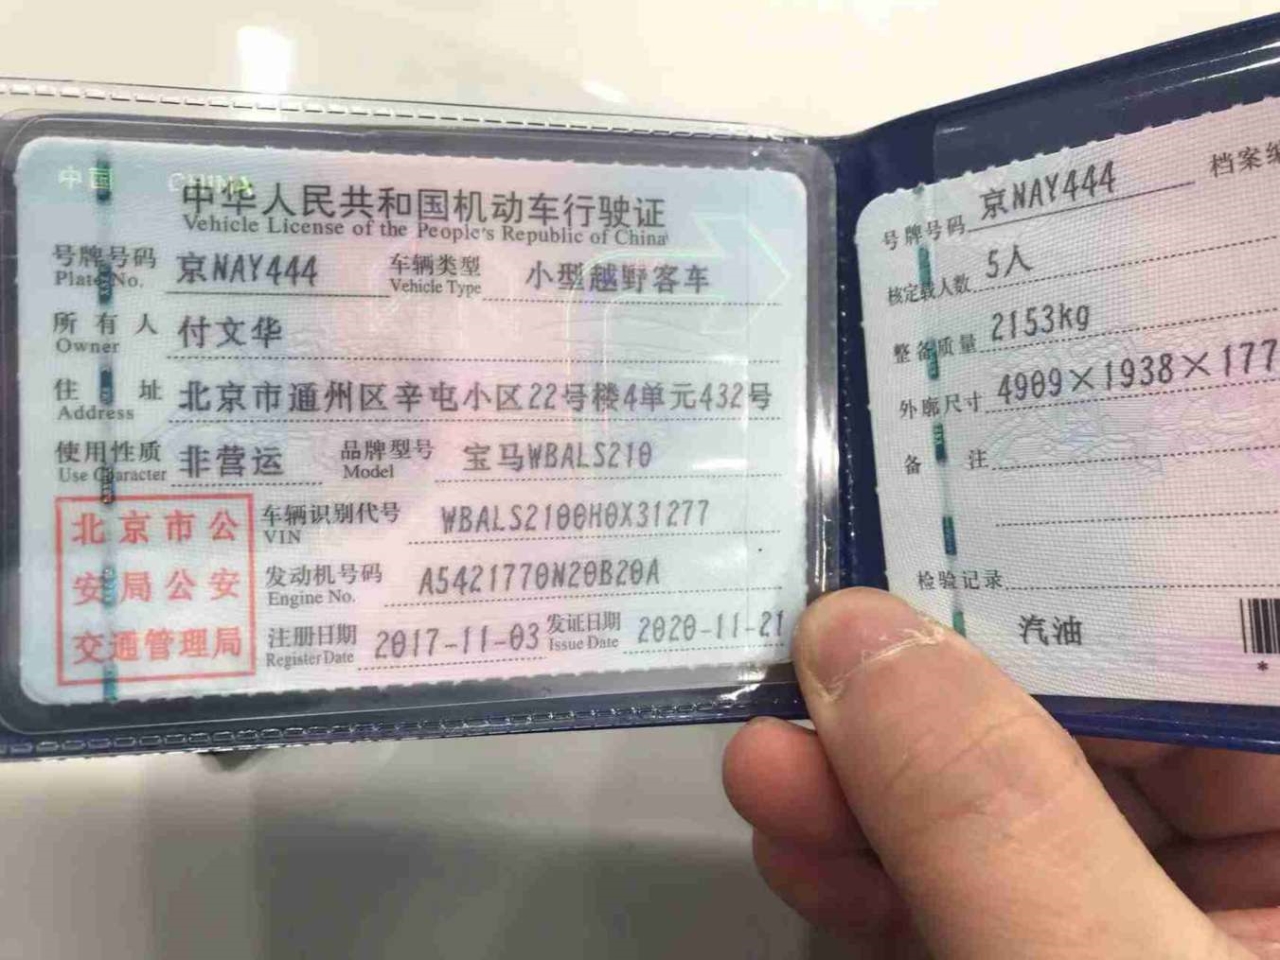 中国 CHINA
中华人民共和国机动车行驶证
Vehicle License of the People's Republic of China
号牌号码 京NAY444 车辆类型 小型越野客车
Plate No. Vehicle Type
所有人 付文华
Owner
住址 北京市通州区辛屯小区22号楼4单元432号
Address
使用性质 非营运 品牌型号 宝马WBALS210
Use Character Model
车辆识别代号 WBALS2100H0X31277
VIN
发动机号码 A5421770N20B20A
Engine No.
注册日期 2017-11-03 发证日期 2020-11-21
Register Date Issue Date
北京市公
安局公安
交通管理局
号牌号码 京NAY444 档案编
核定载人数 5人
整备质量 2153kg
外廓尺寸 4909×1938×177
备注
检验记录
汽油
*